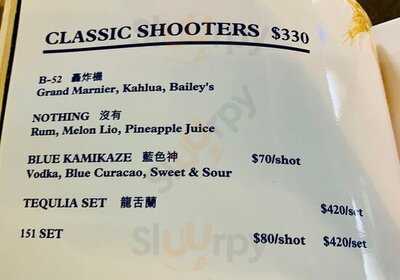 CLASSIC SHOOTERS $330
B-52 轟炸機
Grand Marnier, Kahlua, Bailey's
NOTHING 沒有
Rum, Melon Lio, Pineapple Juice
BLUE KAMIKAZE 藍色神 $70/shot
Vodka, Blue Curacao, Sweet & Sour
TEQULIA SET 龍舌蘭 $420/set
151 SET $80/shot $420/set
Sluurpy
Sluurpy